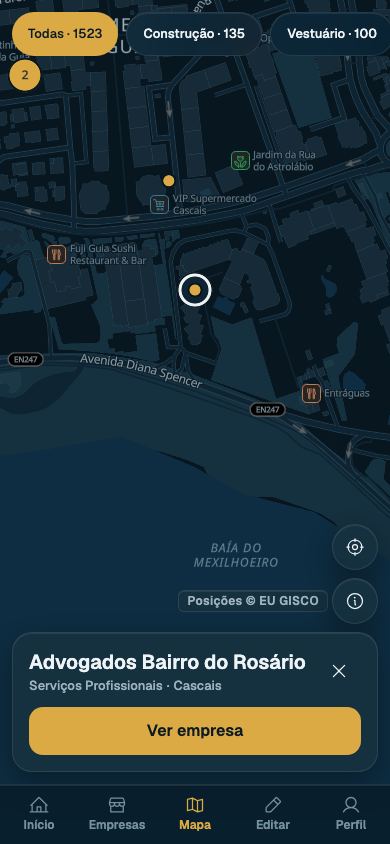 Todas · 1523
Construção · 135
Vestuário · 100
2
Jardim da Rua
do Astrolábio
VIP Supermercado
Cascais
Fuji Guia Sushi
Restaurant & Bar
EN247
Avenida Diana Spencer
Entráguas
EN247
BAÍA DO
MEXILHOEIRO
Posições © EU GISCO
Advogados Bairro do Rosário
Serviços Profissionais · Cascais
Ver empresa
Início
Empresas
Mapa
Editar
Perfil